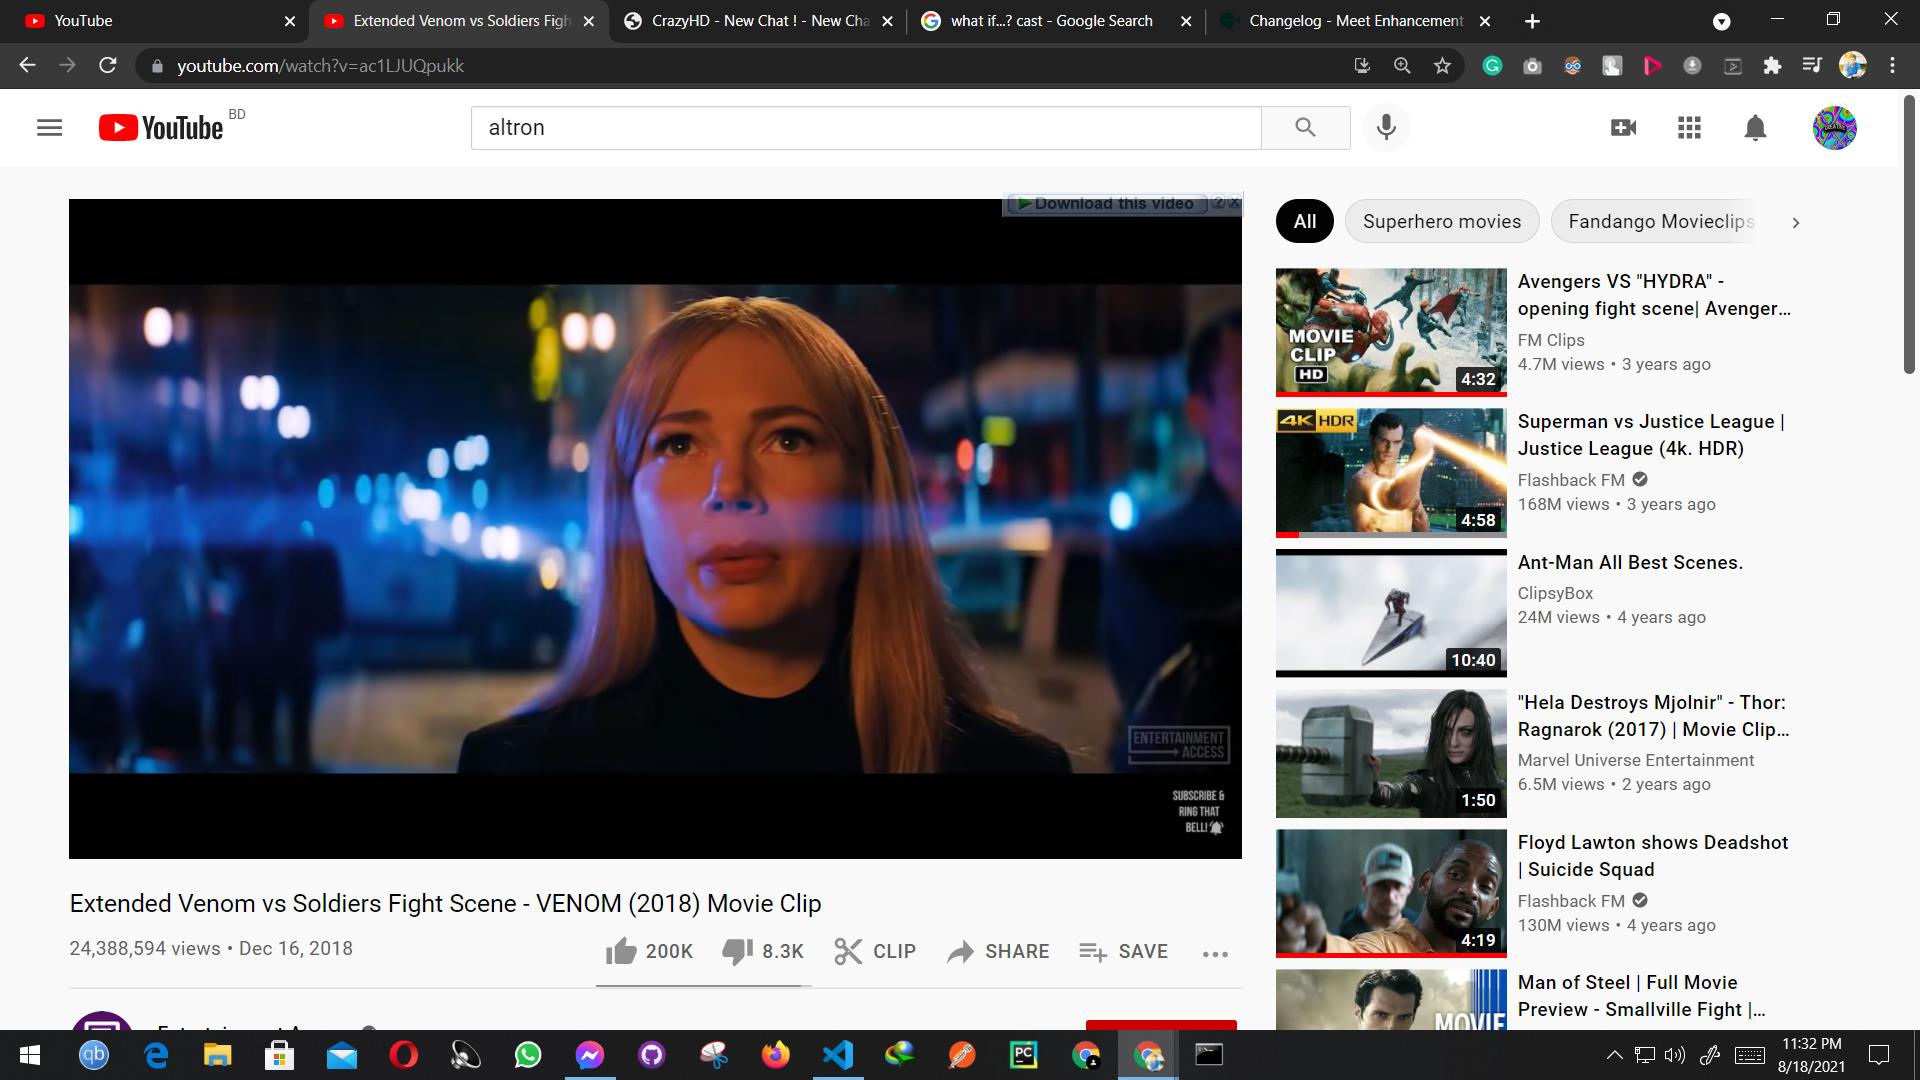 YouTube
Extended Venom vs Soldiers Figh
CrazyHD - New Chat ! - New Cha
what if...? cast - Google Search
Changelog - Meet Enhancement
youtube.com/watch?v=ac1LJUQpukk
YouTube BD
altron
Download this video ? x
All
Superhero movies
Fandango Movieclips
MOVIE
CLIP
HD
4:32
Avengers VS "HYDRA" -
opening fight scene| Avenger...
FM Clips
4.7M views • 3 years ago
4K HDR
4:58
Superman vs Justice League |
Justice League (4k. HDR)
Flashback FM
168M views • 3 years ago
10:40
Ant-Man All Best Scenes.
ClipsyBox
24M views • 4 years ago
1:50
"Hela Destroys Mjolnir" - Thor:
Ragnarok (2017) | Movie Clip...
Marvel Universe Entertainment
6.5M views • 2 years ago
4:19
Floyd Lawton shows Deadshot
| Suicide Squad
Flashback FM
130M views • 4 years ago
MOVIE
Man of Steel | Full Movie
Preview - Smallville Fight |...
ENTERTAINMENT
ACCESS
SUBSCRIBE &
RING THAT
BELL!
Extended Venom vs Soldiers Fight Scene - VENOM (2018) Movie Clip
24,388,594 views • Dec 16, 2018
200K
8.3K
CLIP
SHARE
SAVE
qb
PC
11:32 PM
8/18/2021